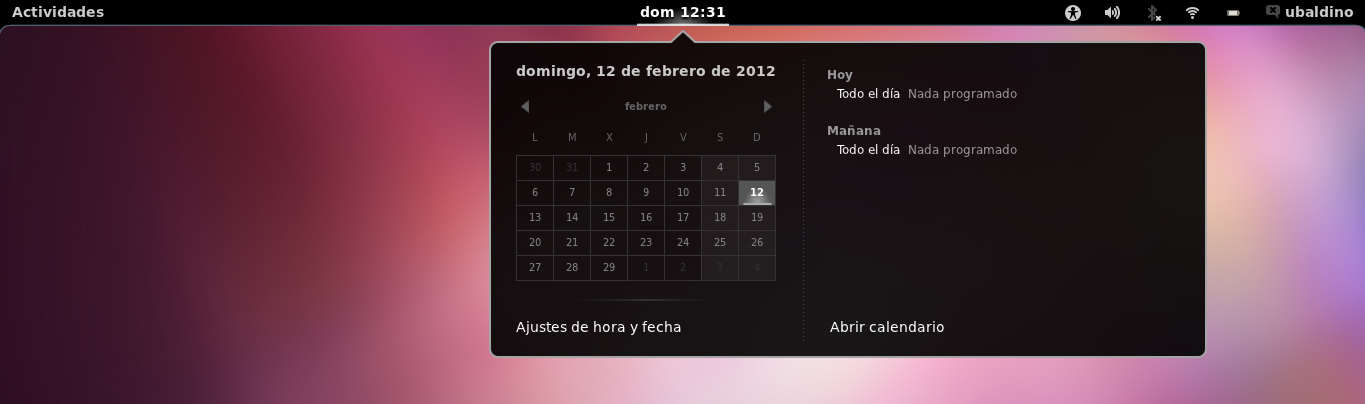 Actividades dom 12:31 ubaldino
domingo, 12 de febrero de 2012
febrero
L M X J V S D
30 31 1 2 3 4 5
6 7 8 9 10 11 12
13 14 15 16 17 18 19
20 21 22 23 24 25 26
27 28 29 1 2 3 4
Ajustes de hora y fecha
Hoy
Todo el día Nada programado
Mañana
Todo el día Nada programado
Abrir calendario